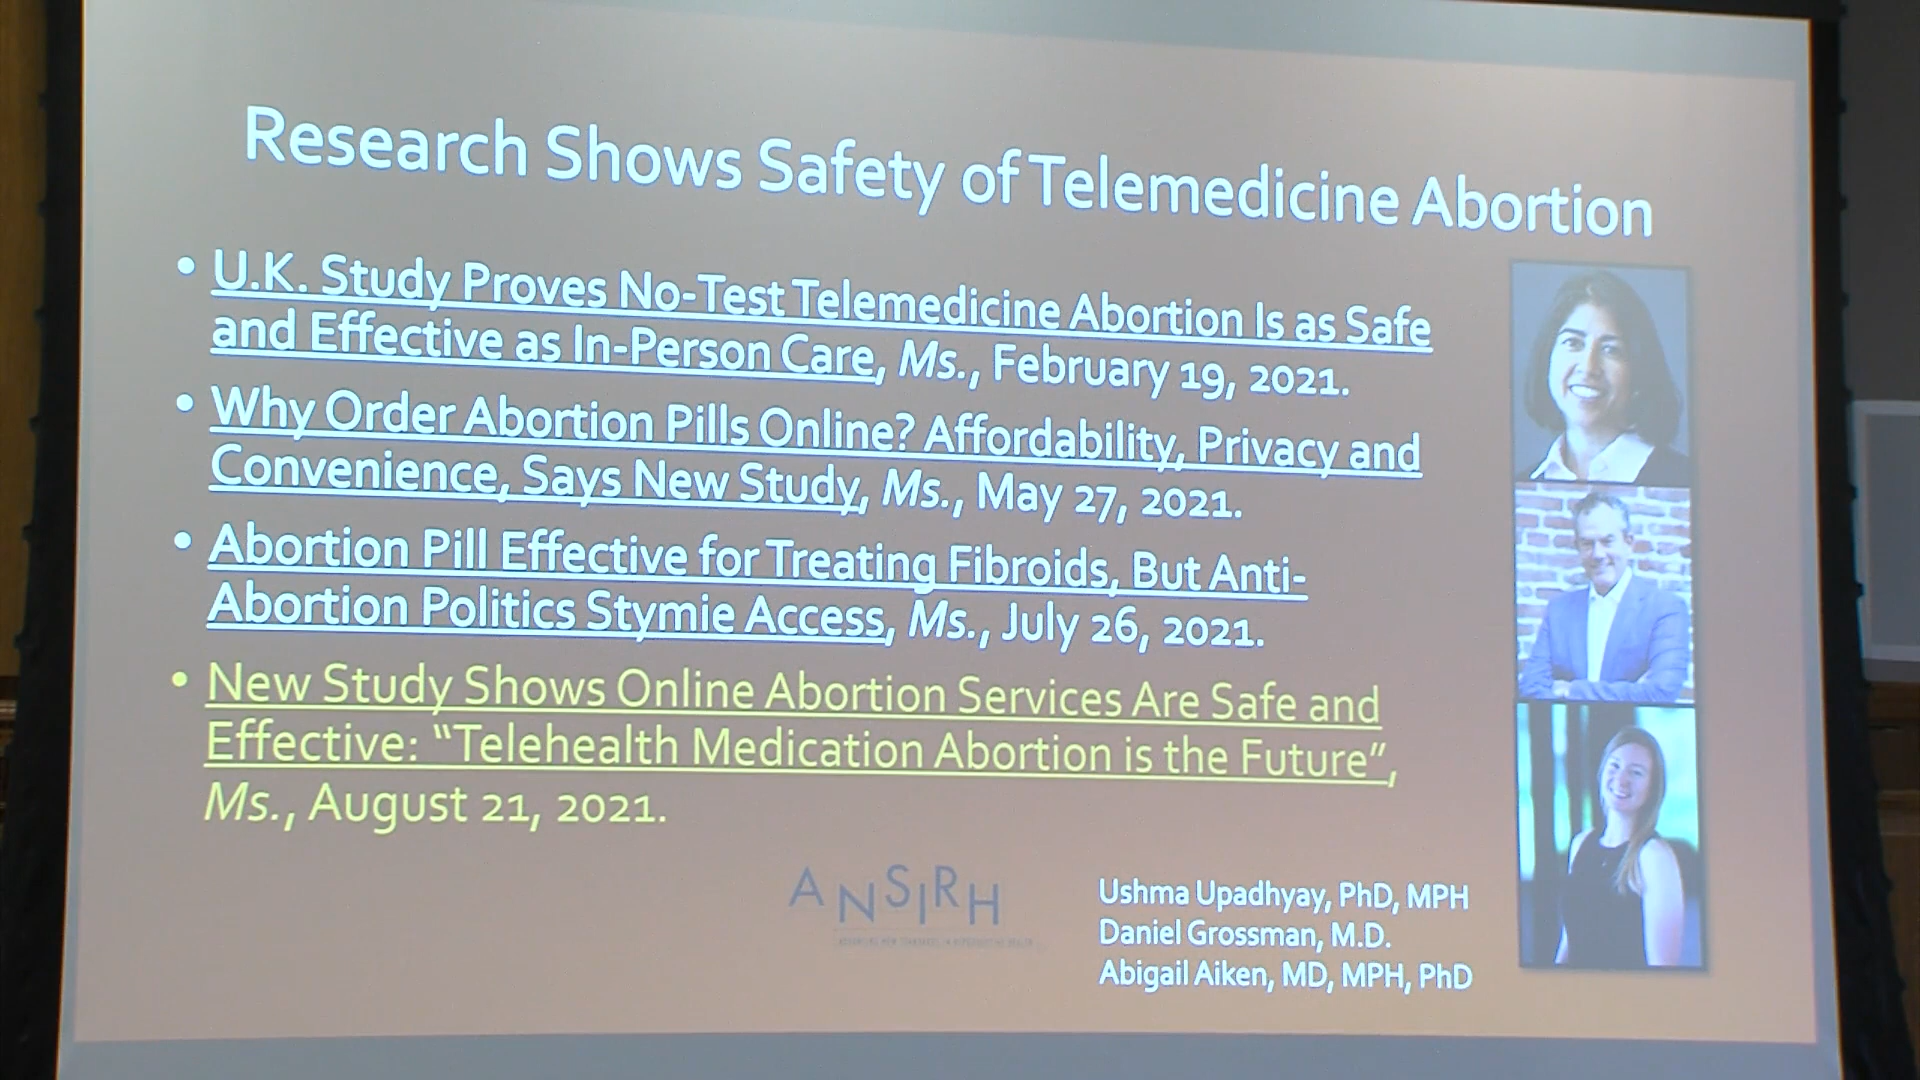 Research Shows Safety of Telemedicine Abortion
• U.K. Study Proves No-Test Telemedicine Abortion Is as Safe
and Effective as In-Person Care, Ms., February 19, 2021.
• Why Order Abortion Pills Online? Affordability, Privacy and
Convenience, Says New Study, Ms., May 27, 2021.
• Abortion Pill Effective for Treating Fibroids, But Anti-
Abortion Politics Stymie Access, Ms., July 26, 2021.
• New Study Shows Online Abortion Services Are Safe and
Effective: “Telehealth Medication Abortion is the Future”,
Ms., August 21, 2021.
ANSIRH
Ushma Upadhyay, PhD, MPH
Daniel Grossman, M.D.
Abigail Aiken, MD, MPH, PhD